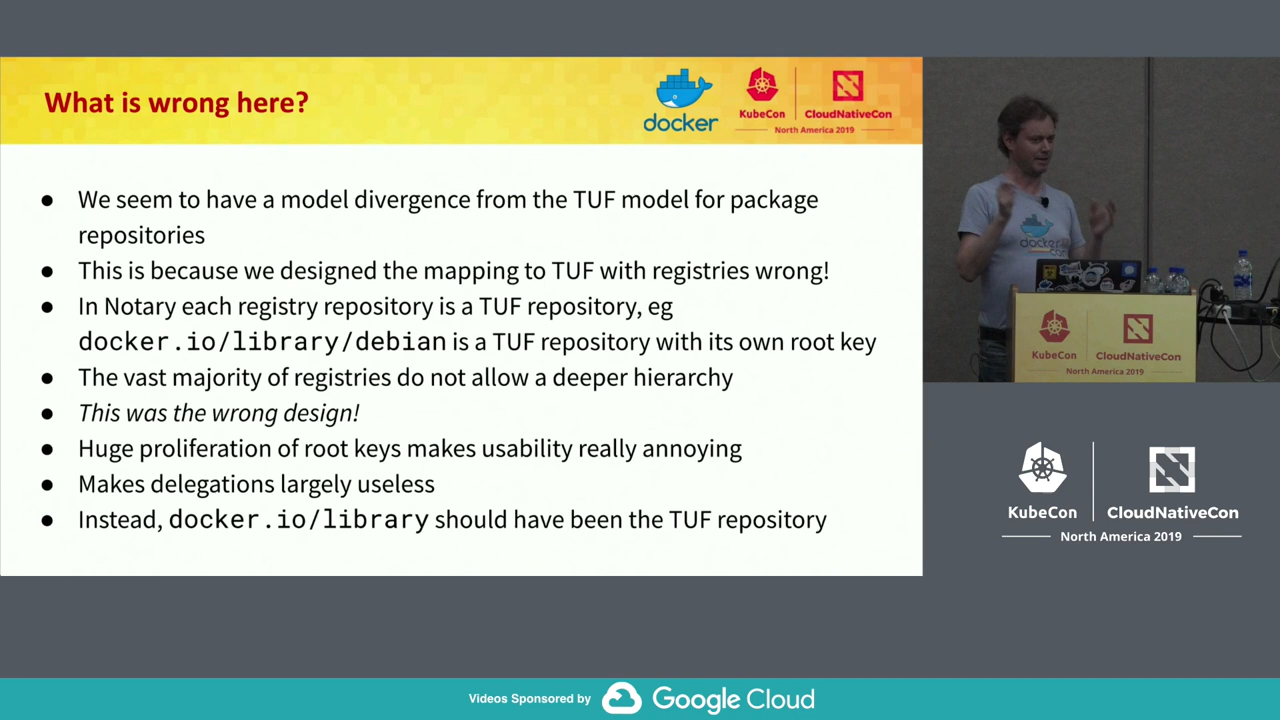 What is wrong here?
docker
KubeCon
CloudNativeCon
North America 2019
● We seem to have a model divergence from the TUF model for package
repositories
● This is because we designed the mapping to TUF with registries wrong!
● In Notary each registry repository is a TUF repository, eg
docker.io/library/debian is a TUF repository with its own root key
● The vast majority of registries do not allow a deeper hierarchy
● This was the wrong design!
● Huge proliferation of root keys makes usability really annoying
● Makes delegations largely useless
● Instead, docker.io/library should have been the TUF repository
docker
KubeCon
CloudNativeCon
North America 2019
KubeCon
CloudNativeCon
North America 2019
Videos Sponsored by
Google Cloud